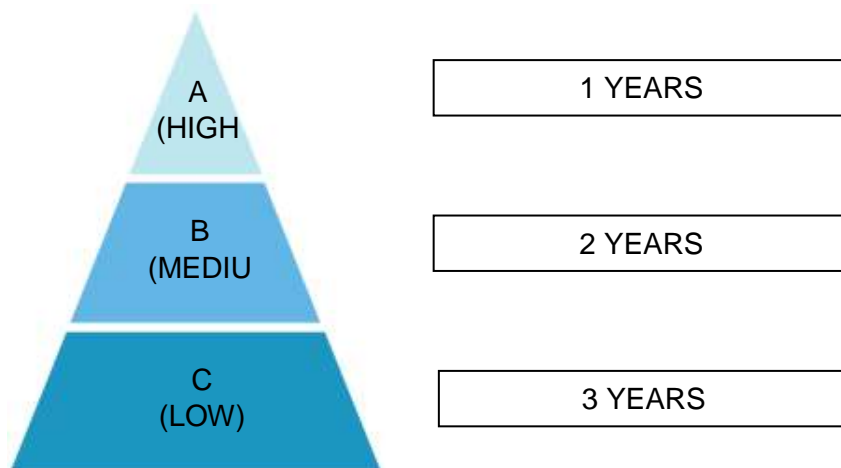 A
(HIGH
1 YEARS
B
(MEDIU
2 YEARS
C
(LOW)
3 YEARS